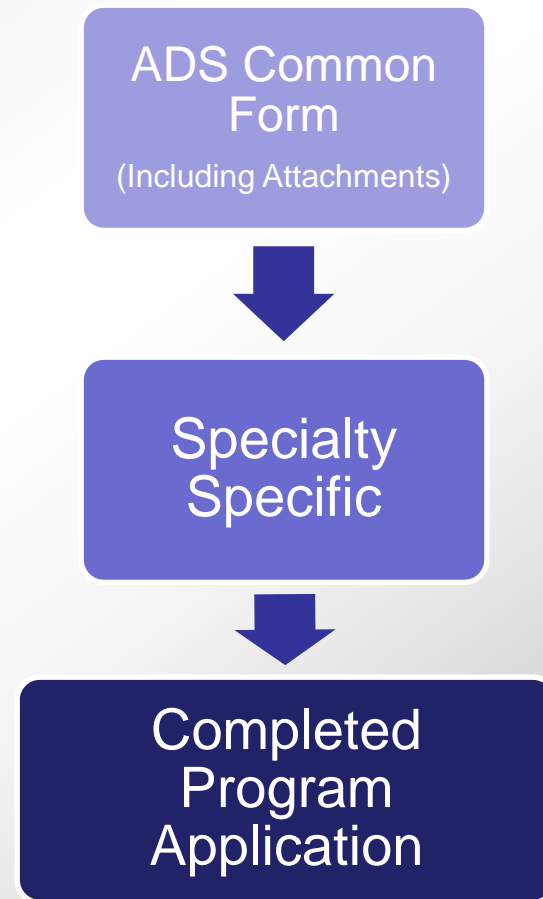 ADS Common
Form
(Including Attachments)
Specialty
Specific
Completed
Program
Application